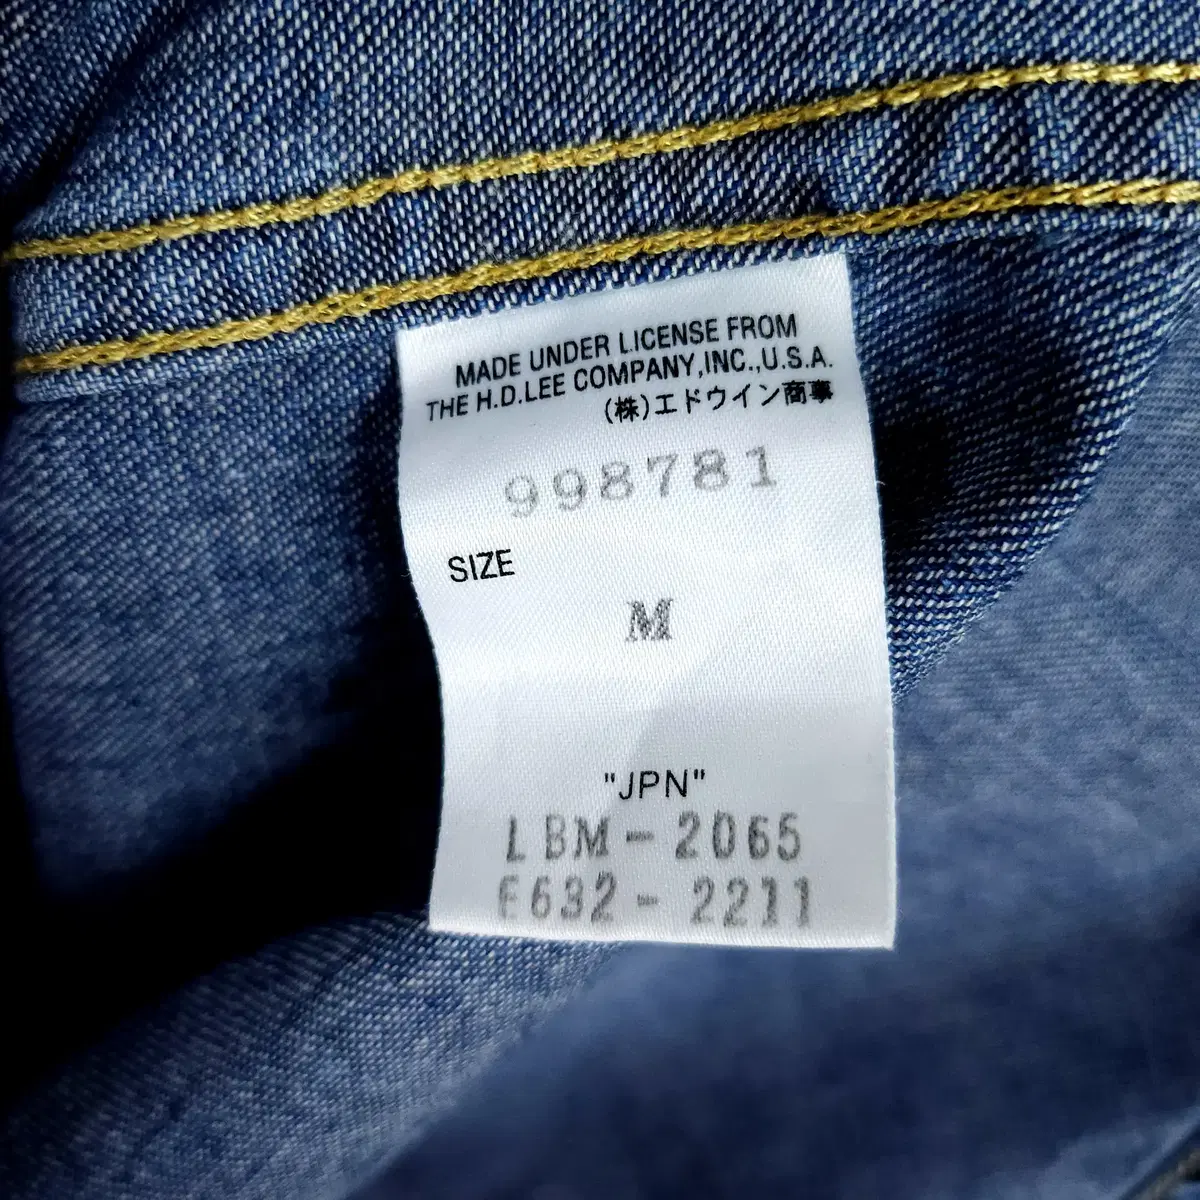 MADE UNDER LICENSE FROM
THE H.D.LEE COMPANY,INC.,U.S.A.
(株)エドウイン商事
998781
SIZE
M
"JPN"
LBM-2065
F632-2211